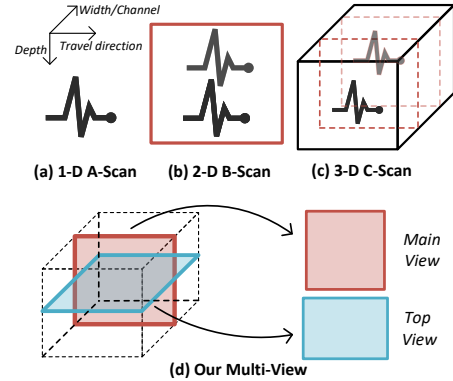 Width/Channel
Depth
Travel direction
(a) 1-D A-Scan
(b) 2-D B-Scan
(c) 3-D C-Scan
Main
View
Top
View
(d) Our Multi-View